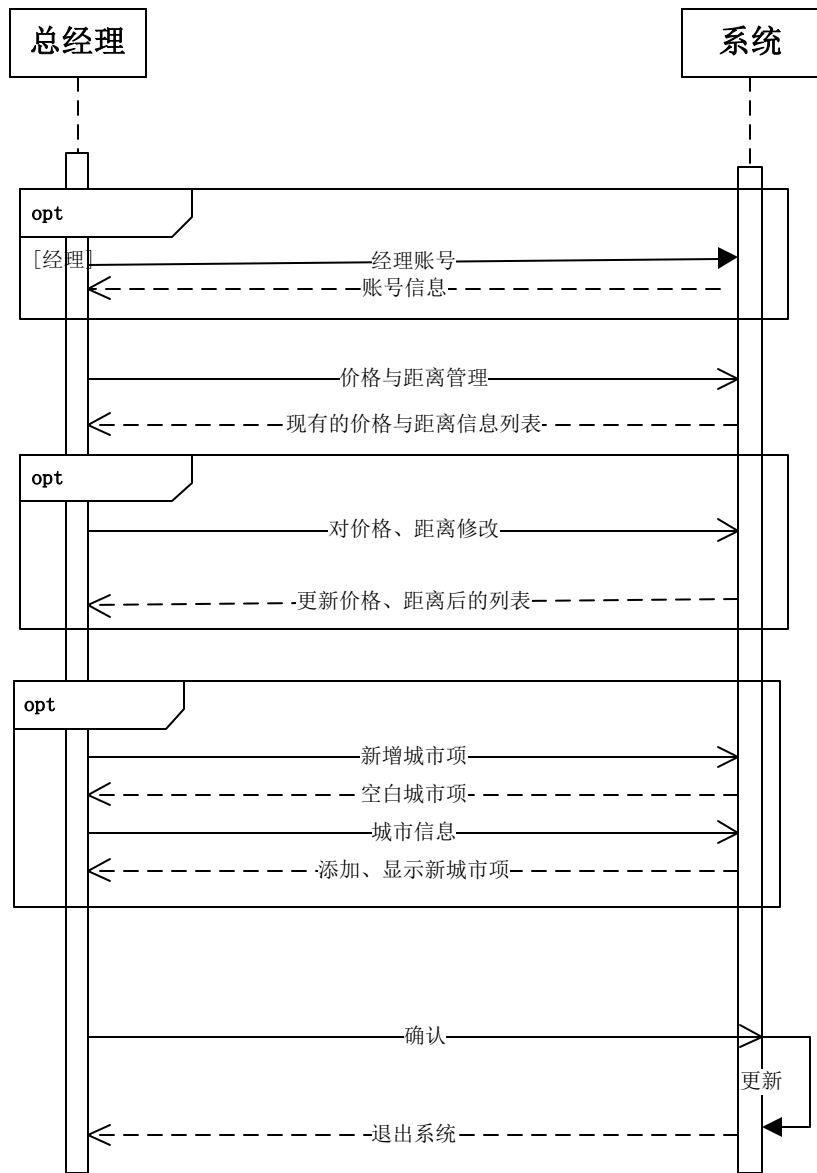 总经理
系统
opt
[经理]
经理账号
账号信息
价格与距离管理
现有的价格与距离信息列表
opt
对价格、距离修改
更新价格、距离后的列表
opt
新增城市项
空白城市项
城市信息
添加、显示新城市项
确认
更新
退出系统